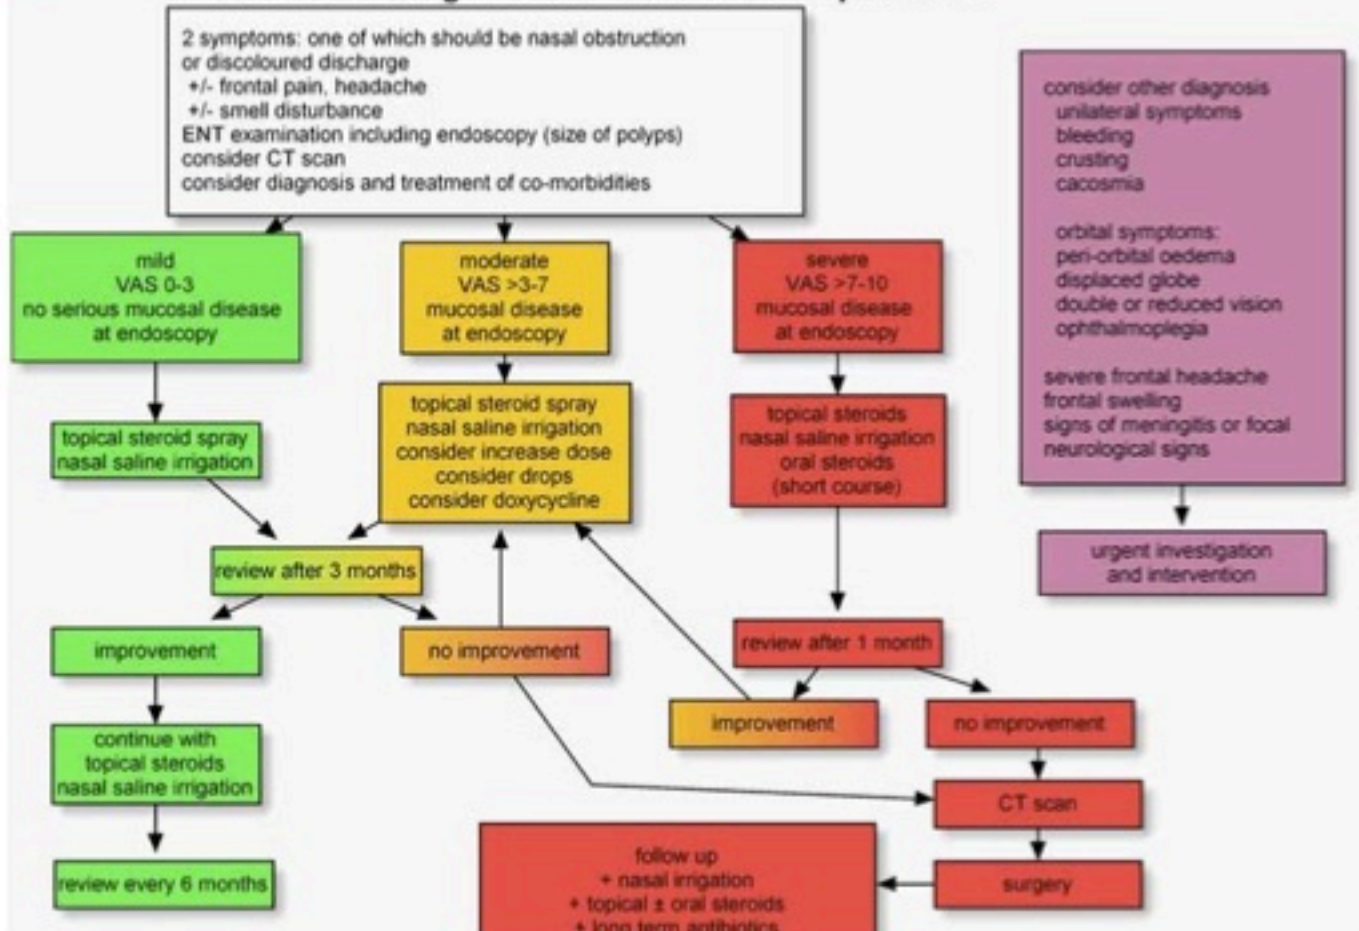 2 symptoms: one of which should be nasal obstruction
or discoloured discharge
+/- frontal pain, headache
+/- smell disturbance
ENT examination including endoscopy (size of polyps)
consider CT scan
consider diagnosis and treatment of co-morbidities
consider other diagnosis
unilateral symptoms
bleeding
crusting
cacosmia
orbital symptoms:
peri-orbital oedema
displaced globe
double or reduced vision
ophthalmoplegia
severe frontal headache
frontal swelling
signs of meningitis or focal
neurological signs
urgent investigation
and intervention
mild
VAS 0-3
no serious mucosal disease
at endoscopy
moderate
VAS >3-7
mucosal disease
at endoscopy
severe
VAS >7-10
mucosal disease
at endoscopy
topical steroid spray
nasal saline irrigation
topical steroid spray
nasal saline irrigation
consider increase dose
consider drops
consider doxycycline
topical steroids
nasal saline irrigation
oral steroids
(short course)
review after 3 months
improvement
no improvement
review after 1 month
improvement
no improvement
continue with
topical steroids
nasal saline irrigation
review every 6 months
CT scan
surgery
follow up
+ nasal irrigation
+ topical ± oral steroids
+ long term antibiotics